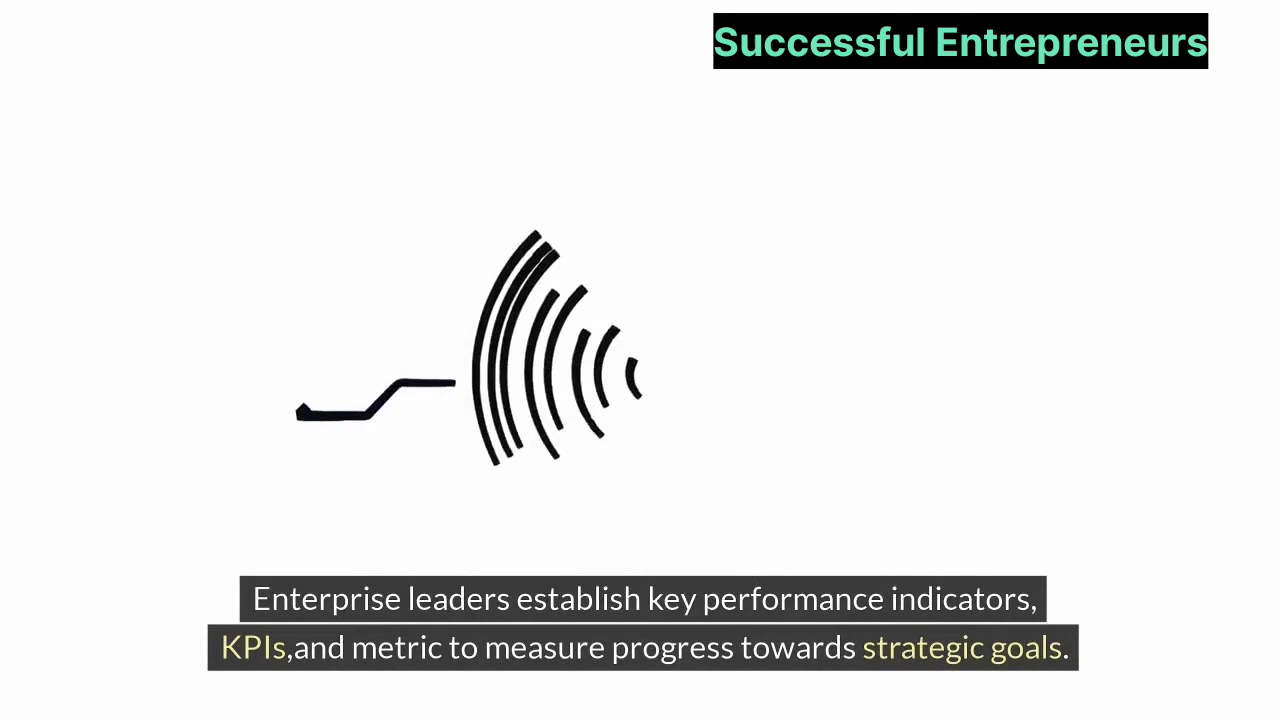 Successful Entrepreneurs
Enterprise leaders establish key performance indicators,
KPIs,and metric to measure progress towards strategic goals.